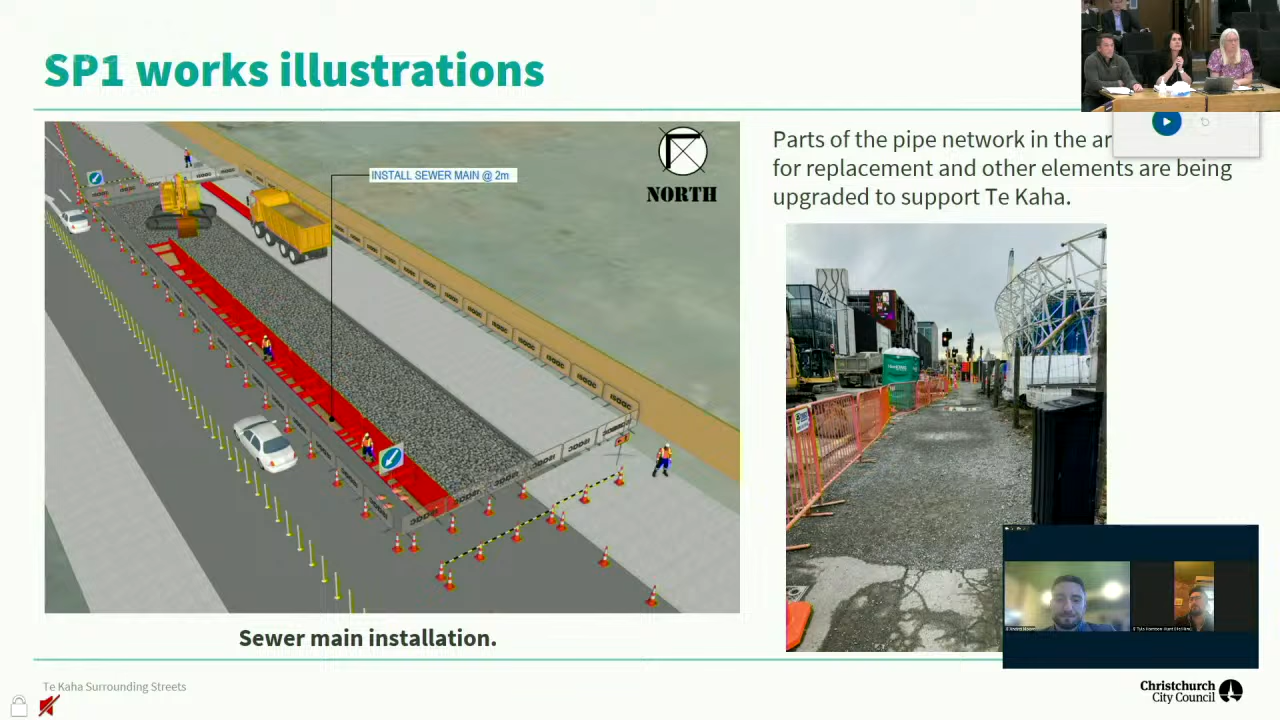 SP1 works illustrations
INSTALL SEWER MAIN @ 2m
NORTH
Parts of the pipe network in the ar
for replacement and other elements are being
upgraded to support Te Kaha.
Sewer main installation.
Te Kaha Surrounding Streets
Christchurch
City Council